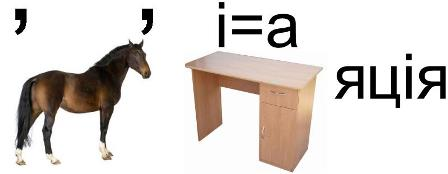 , , і=а
яція